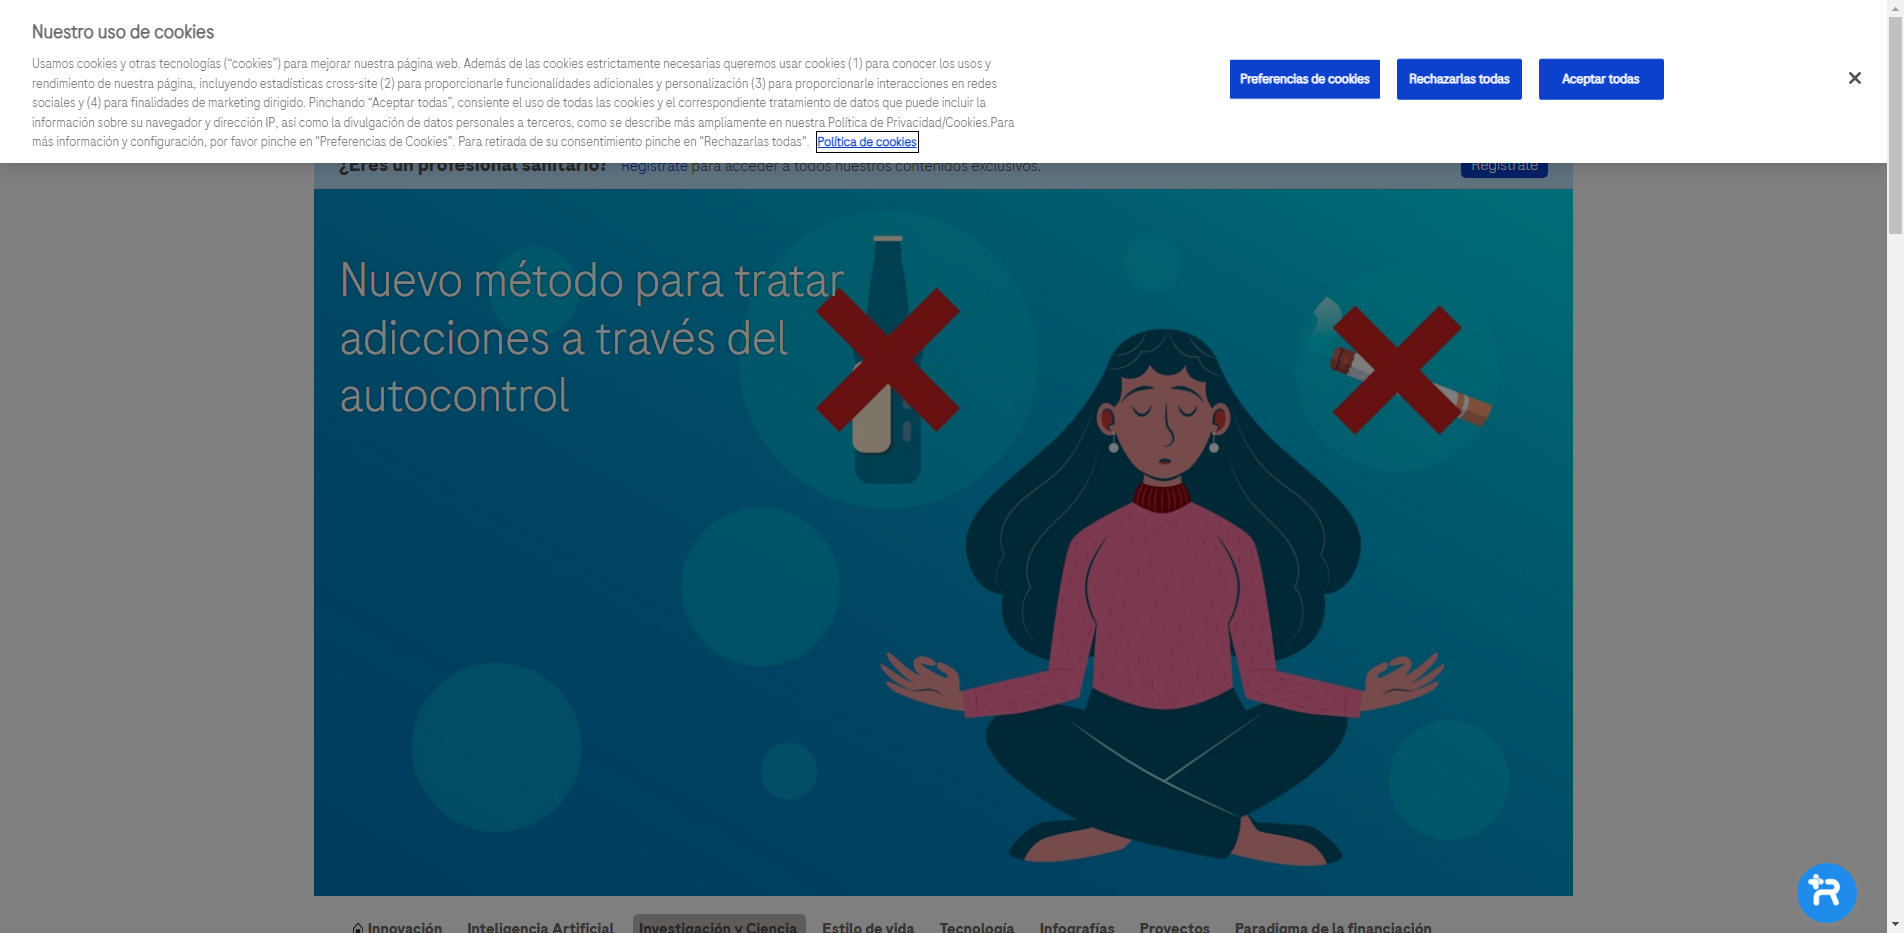 Nuestro uso de cookies
Usamos cookies y otras tecnologías (“cookies”) para mejorar nuestra página web. Además de las cookies estrictamente necesarias queremos usar cookies (1) para conocer los usos y
rendimiento de nuestra página, incluyendo estadísticas cross-site (2) para proporcionarle funcionalidades adicionales y personalización (3) para proporcionarle interacciones en redes
sociales y (4) para finalidades de marketing dirigido. Pinchando “Aceptar todas”, consiente el uso de todas las cookies y el correspondiente tratamiento de datos que puede incluir la
información sobre su navegador y dirección IP, así como la divulgación de datos personales a terceros, como se describe más ampliamente en nuestra Política de Privacidad/Cookies.Para
más información y configuración, por favor pinche en "Preferencias de Cookies". Para retirada de su consentimiento pinche en "Rechazarlas todas". Política de cookies
Preferencias de cookies Rechazarlas todas Aceptar todas
¿Eres un profesional sanitario? Regístrate para acceder a todos nuestros contenidos exclusivos. Regístrate
Nuevo método para tratar
adicciones a través del
autocontrol
Innovación Inteligencia Artificial Investigación y Ciencia Estilo de vida Tecnología Infografías Proyectos Paradigma de la financiación